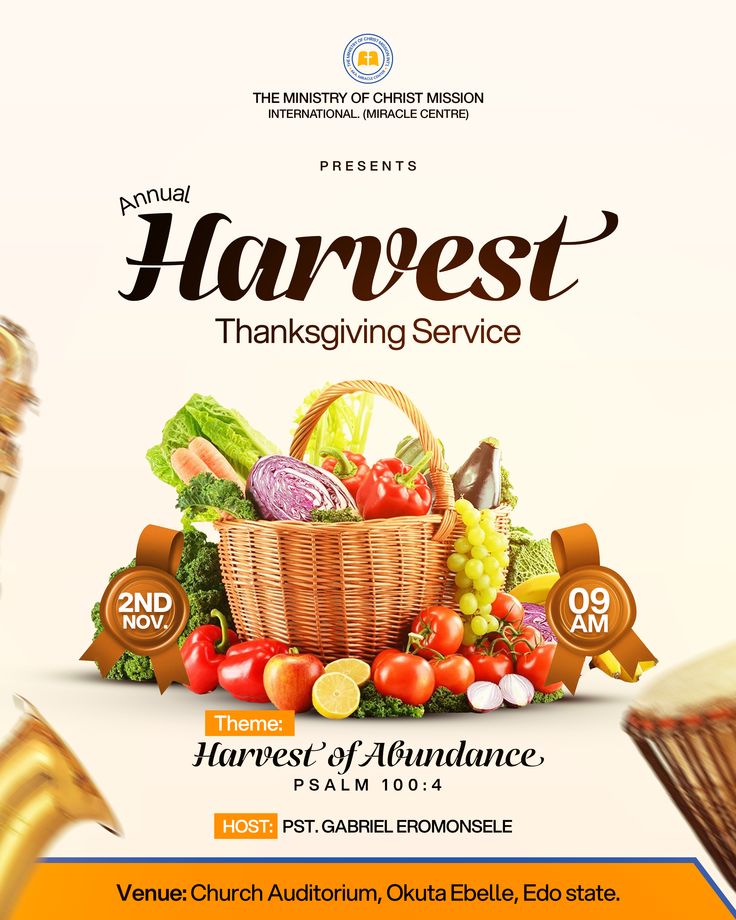 THE MINISTRY OF CHRIST MISSION
INTERNATIONAL. (MIRACLE CENTRE)
PRESENTS
Annual
Harvest
Thanksgiving Service
2ND
NOV.
09
AM
Theme:
Harvest of Abundance
PSALM 100:4
HOST: PST. GABRIEL EROMONSELE
Venue: Church Auditorium, Okuta Ebelle, Edo state.